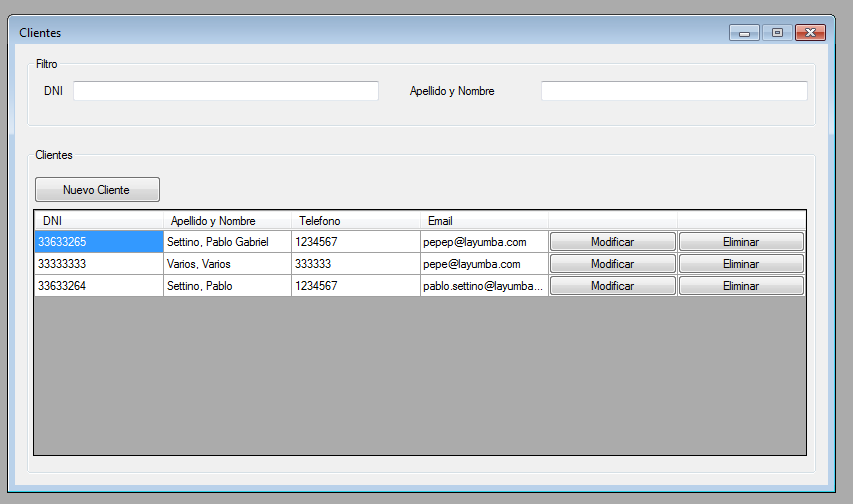 Clientes
Filtro
DNI Apellido y Nombre
Clientes
Nuevo Cliente
DNI Apellido y Nombre Telefono Email
33633265 Settino, Pablo Gabriel 1234567 pepep@layumba.com Modificar Eliminar
33333333 Varios, Varios 333333 pepe@layumba.com Modificar Eliminar
33633264 Settino, Pablo 1234567 pablo.settino@layumba... Modificar Eliminar